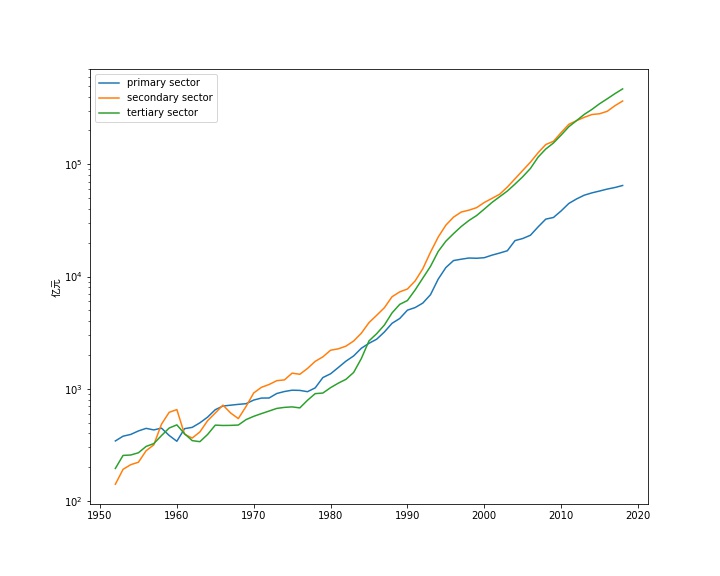 primary sector
secondary sector
tertiary sector
亿元
10⁵
10⁴
10³
10²
1950 1960 1970 1980 1990 2000 2010 2020